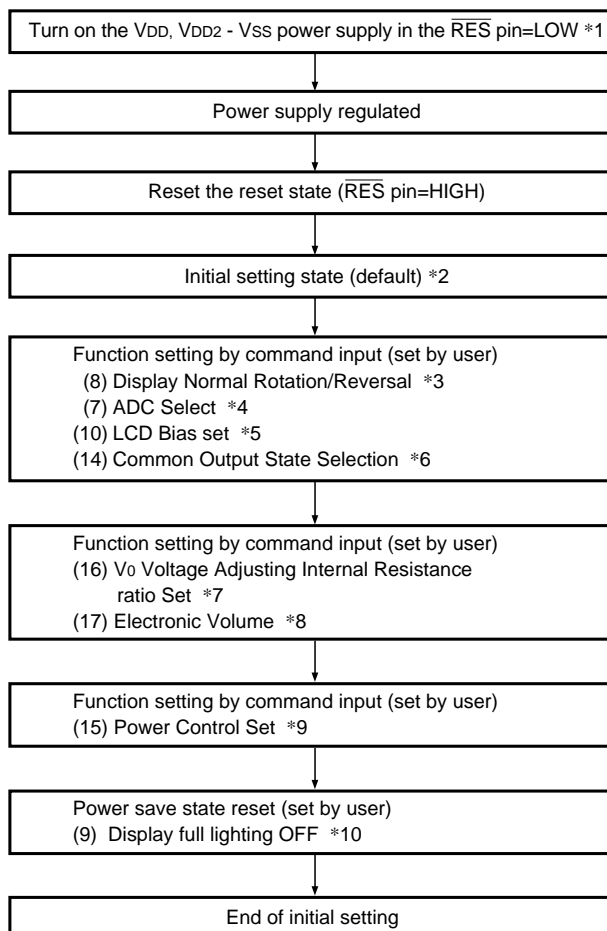 Turn on the VDD, VDD2 - VSS power supply in the RES pin=LOW *1
Power supply regulated
Reset the reset state (RES pin=HIGH)
Initial setting state (default) *2
Function setting by command input (set by user)
(8) Display Normal Rotation/Reversal *3
(7) ADC Select *4
(10) LCD Bias set *5
(14) Common Output State Selection *6
Function setting by command input (set by user)
(16) V0 Voltage Adjusting Internal Resistance
ratio Set *7
(17) Electronic Volume *8
Function setting by command input (set by user)
(15) Power Control Set *9
Power save state reset (set by user)
(9) Display full lighting OFF *10
End of initial setting